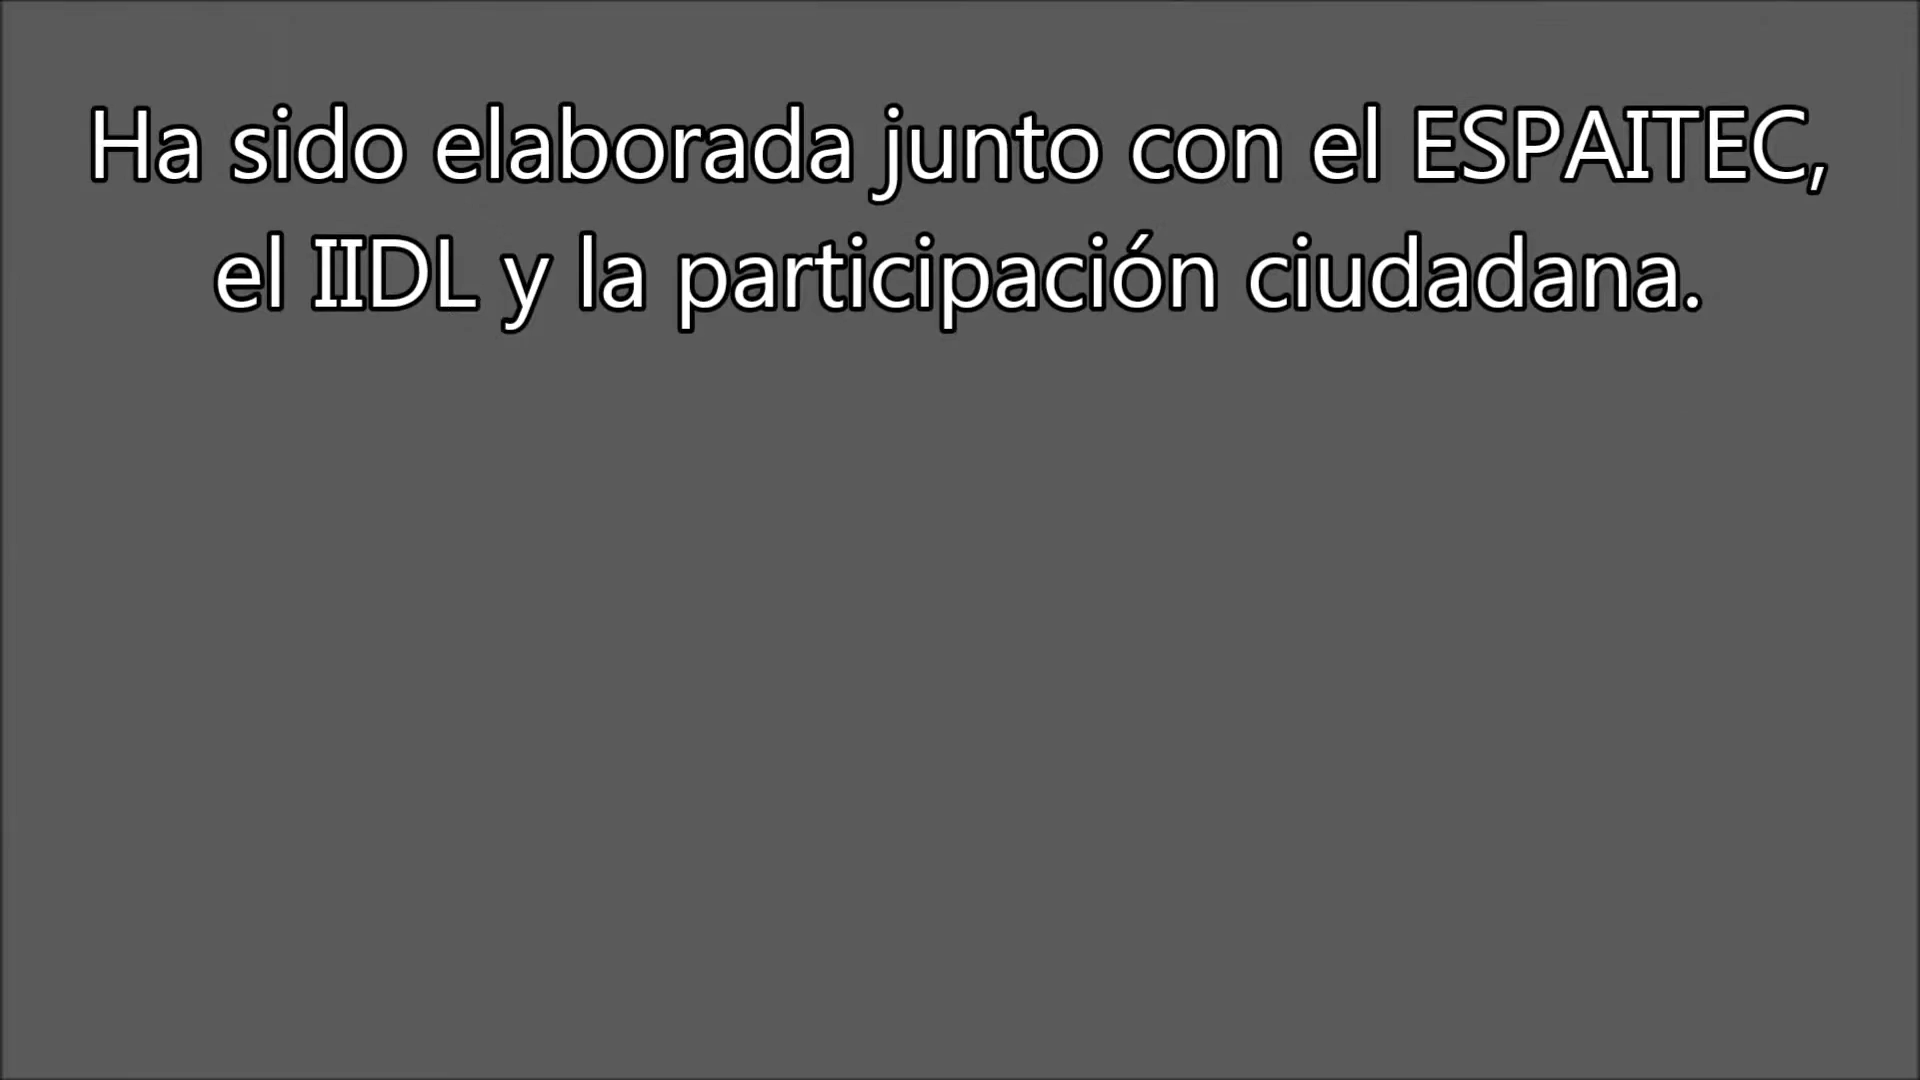 Ha sido elaborada junto con el ESPAITEC,
el IIDL y la participación ciudadana.